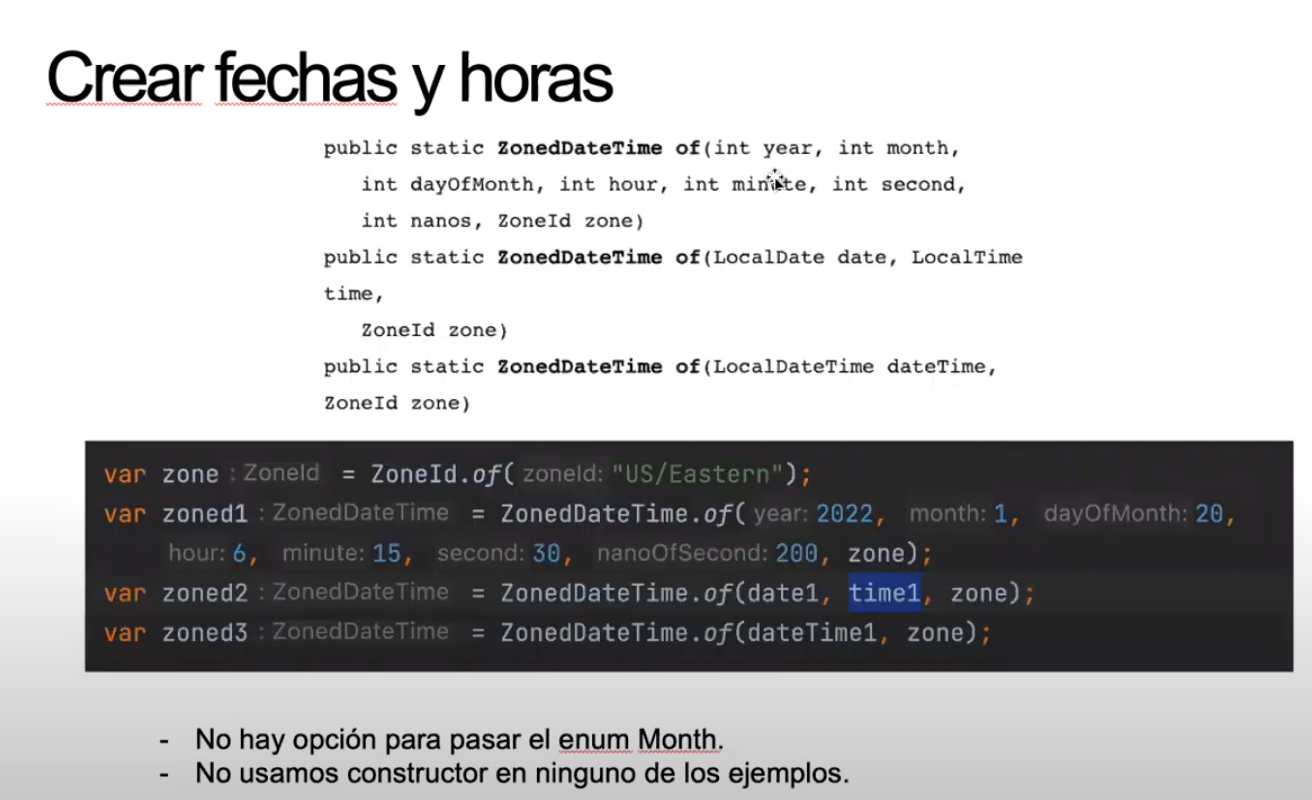 Crear fechas y horas
public static ZonedDateTime of(int year, int month,
int dayOfMonth, int hour, int minute, int second,
int nanos, ZoneId zone)
public static ZonedDateTime of(LocalDate date, LocalTime
time,
ZoneId zone)
public static ZonedDateTime of(LocalDateTime dateTime,
ZoneId zone)
var zone : ZoneId = ZoneId.of( zoneId: "US/Eastern");
var zoned1 : ZonedDateTime = ZonedDateTime.of( year: 2022, month: 1, dayOfMonth: 20,
hour: 6, minute: 15, second: 30, nanoOfSecond: 200, zone);
var zoned2 : ZonedDateTime = ZonedDateTime.of(date1, time1, zone);
var zoned3 : ZonedDateTime = ZonedDateTime.of(dateTime1, zone);
- No hay opción para pasar el enum Month.
- No usamos constructor en ninguno de los ejemplos.